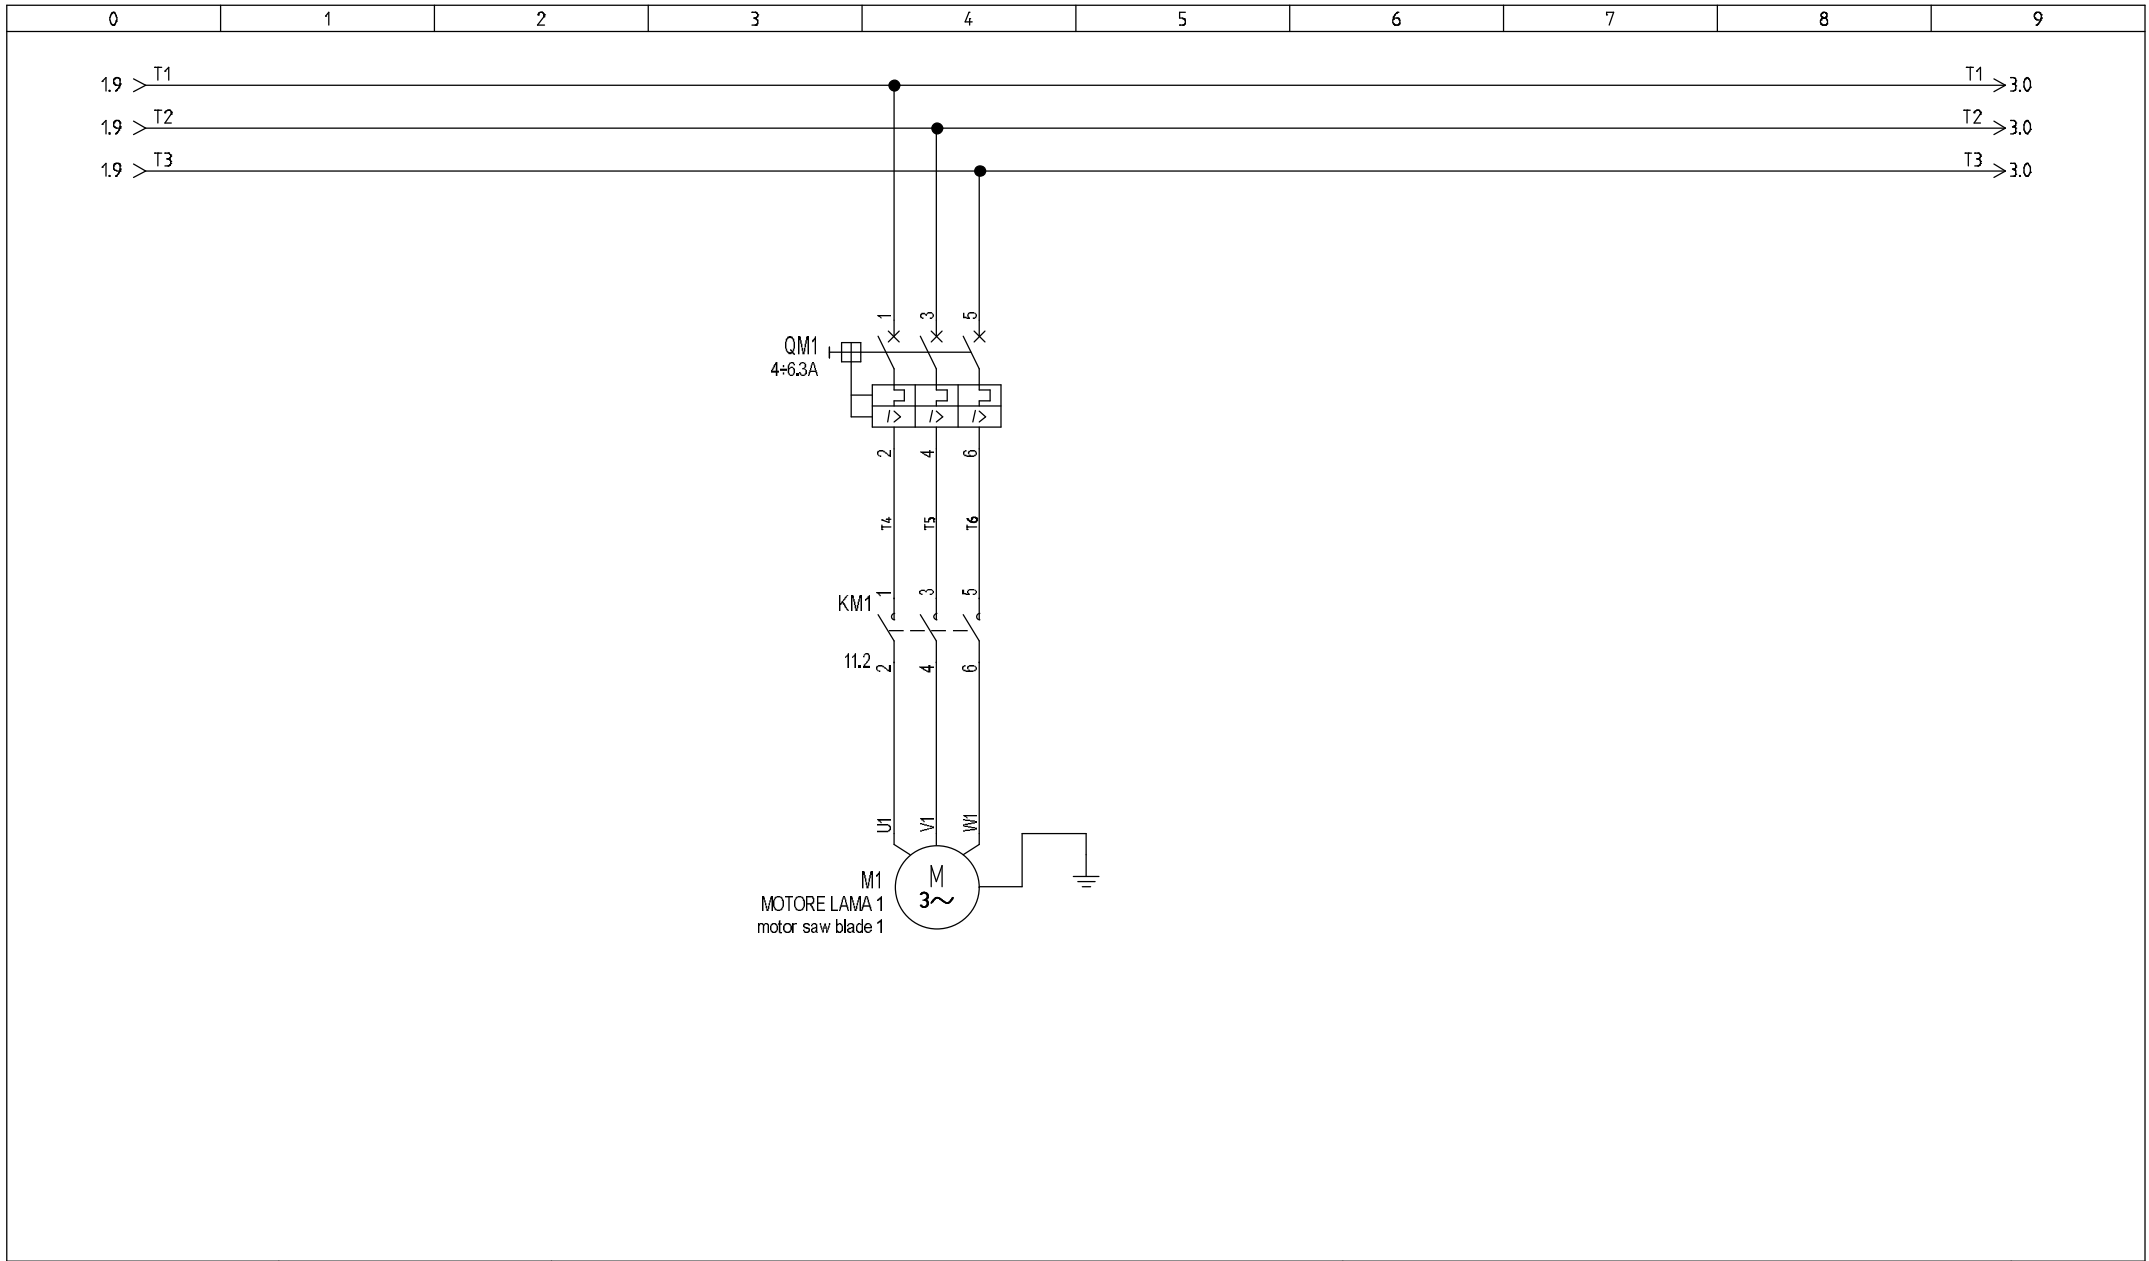 0 1 2 3 4 5 6 7 8 9
1.9 T1 T1 3.0
1.9 T2 T2 3.0
1.9 T3 T3 3.0
1 3 5
QM1
4÷6.3A
I> I> I>
2 4 6
T4 T5 T6
1 3 5
KM1
11.2 2 4 6
U1 V1 W1
M1
M
3~
MOTORE LAMA 1
motor saw blade 1